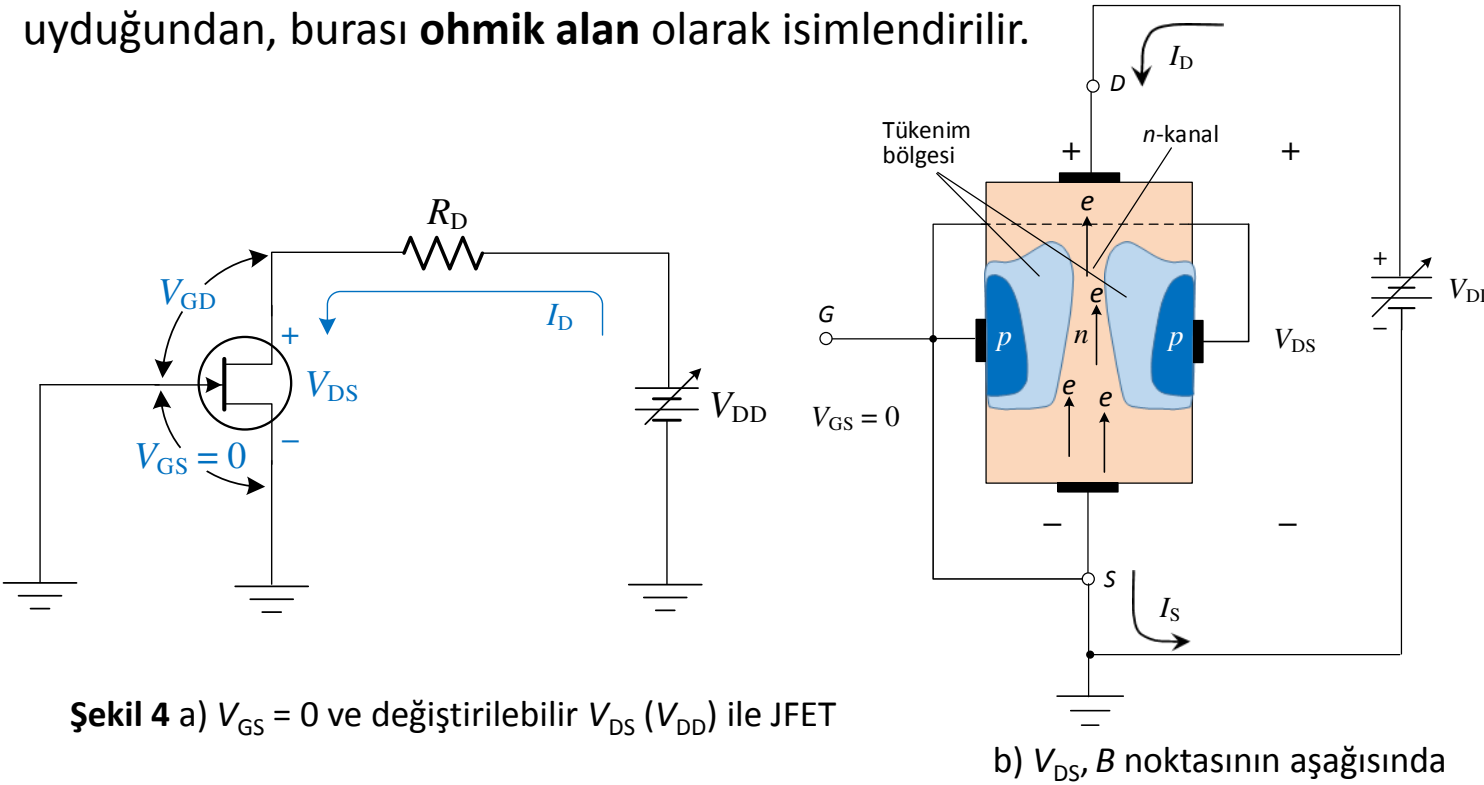 uyduğundan, burası ohmik alan olarak isimlendirilir.
R_D
V_GD
I_D
+
V_DS
V_GS = 0
−
V_DD
Şekil 4 a) V_GS = 0 ve değiştirilebilir V_DS (V_DD) ile JFET
I_D
D
Tükenim
bölgesi
n-kanal
+
+
e
e
G
p
n
p
V_DS
+
−
V_GS = 0
e
e
−
−
S
I_S
b) V_DS, B noktasının aşağısında